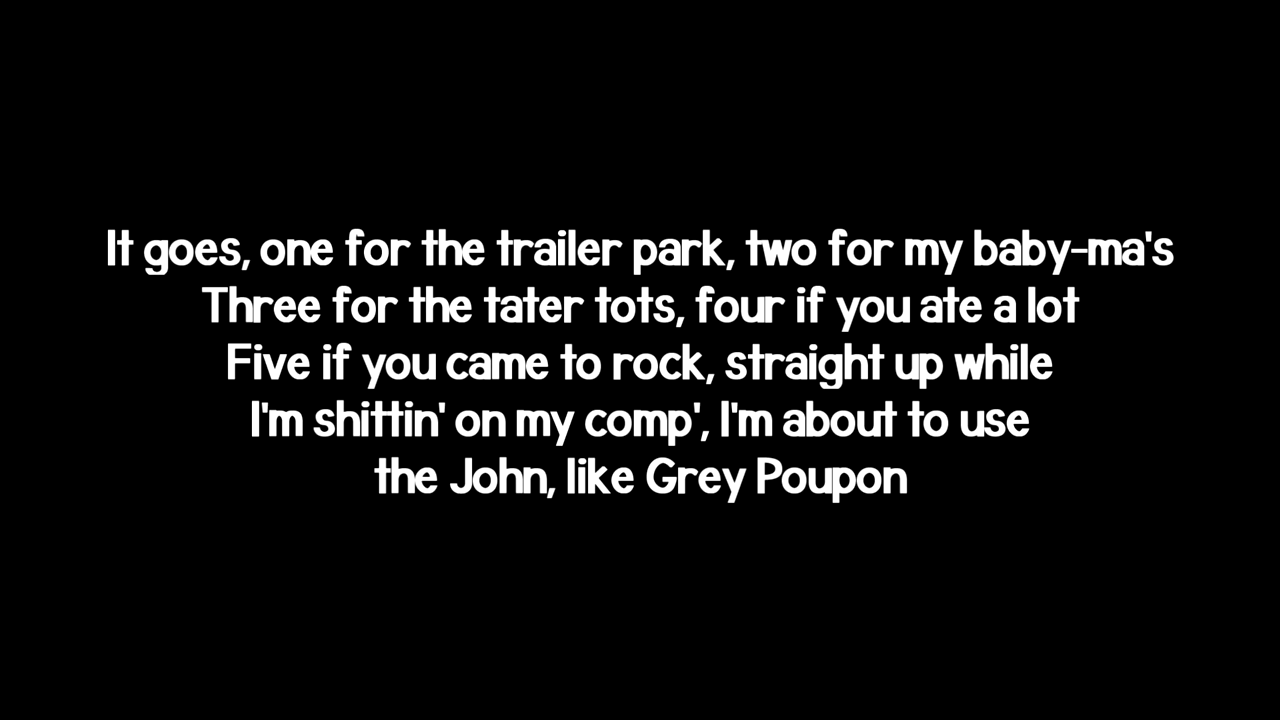 It goes, one for the trailer park, two for my baby-ma's
Three for the tater tots, four if you ate a lot
Five if you came to rock, straight up while
I'm shittin' on my comp', I'm about to use
the John, like Grey Poupon